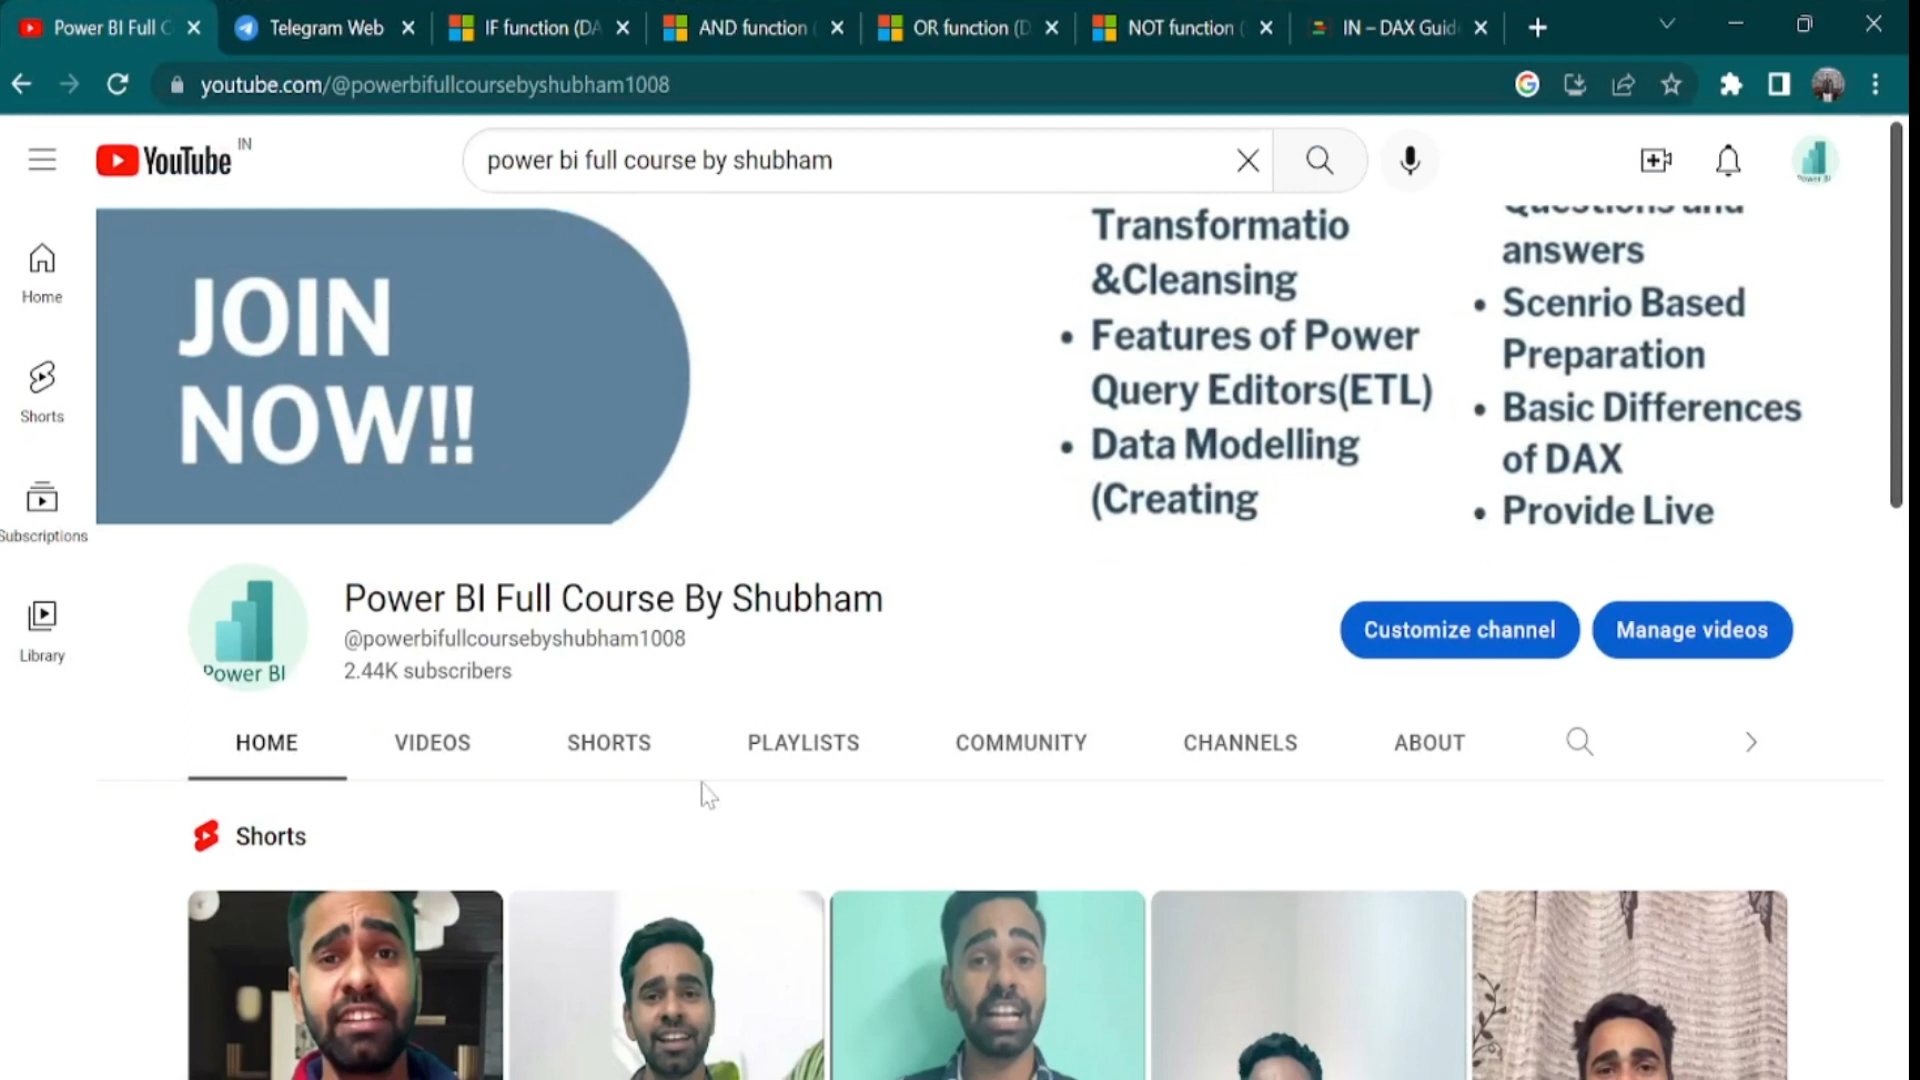 Power BI Full C
Telegram Web
IF function (DA
AND function
OR function (D
NOT function (
IN – DAX Guid
youtube.com/@powerbifullcoursebyshubham1008
YouTube
IN
power bi full course by shubham
Power BI
Home
Shorts
Subscriptions
Library
JOIN
NOW!!
Transformatio
&Cleansing
• Features of Power
Query Editors(ETL)
• Data Modelling
(Creating
Questions and
answers
• Scenrio Based
Preparation
• Basic Differences
of DAX
• Provide Live
Power BI
Power BI Full Course By Shubham
@powerbifullcoursebyshubham1008
2.44K subscribers
Customize channel
Manage videos
HOME
VIDEOS
SHORTS
PLAYLISTS
COMMUNITY
CHANNELS
ABOUT
Shorts